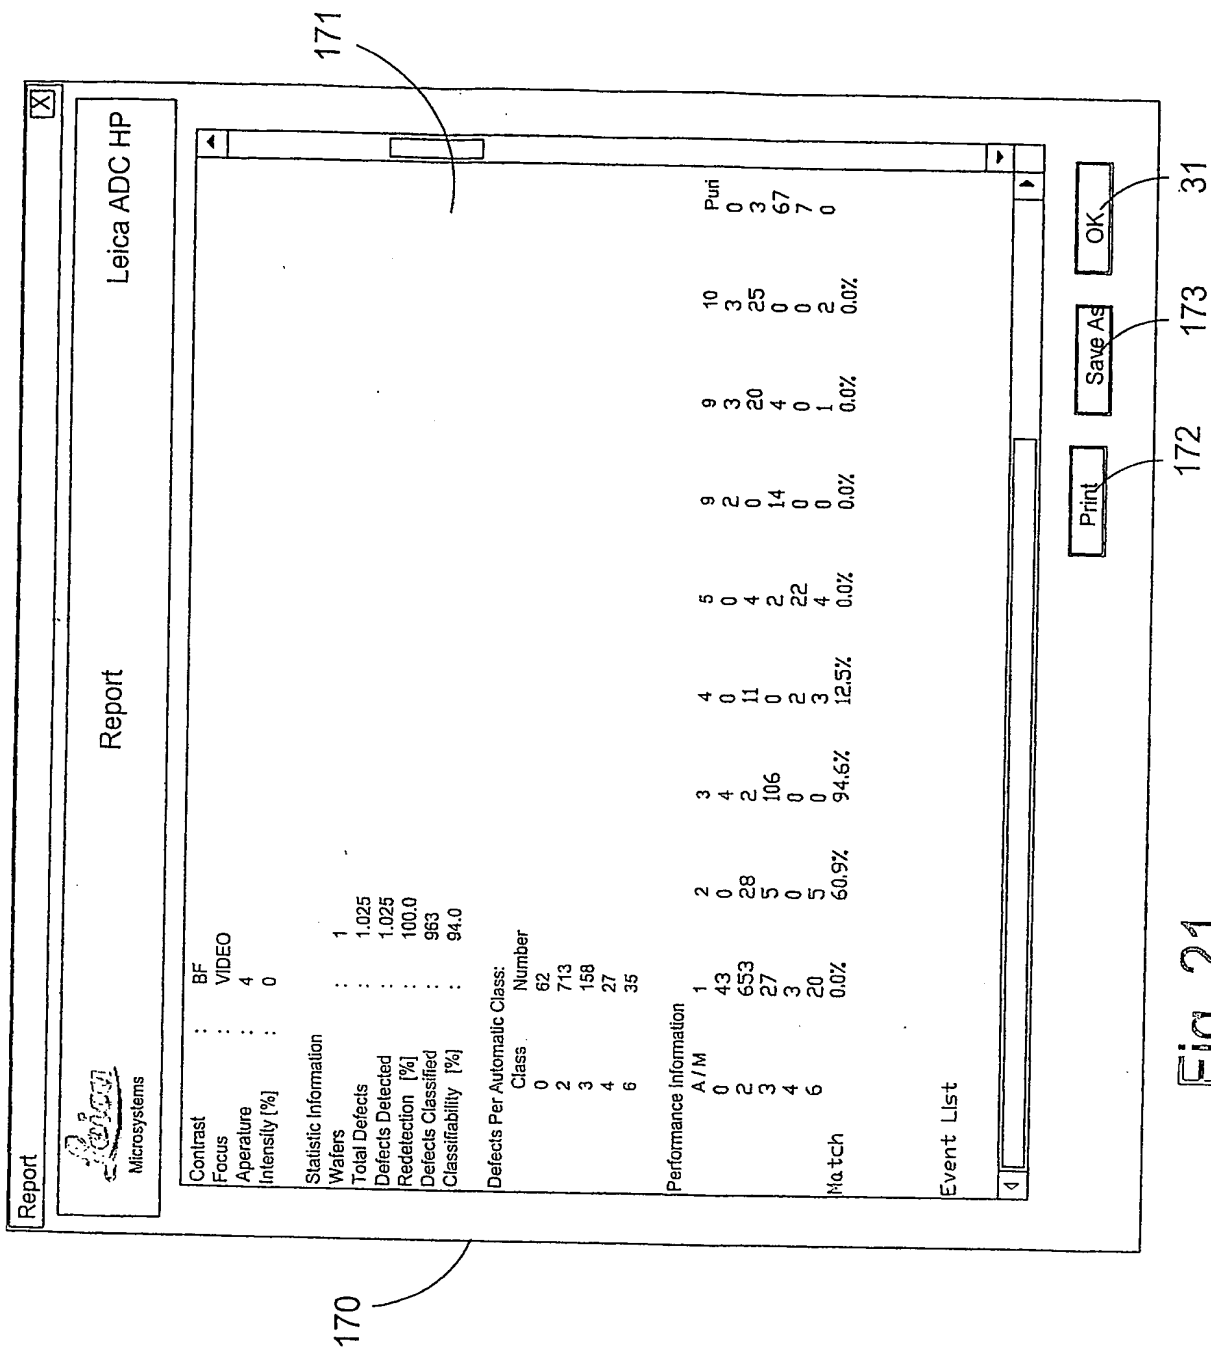 Report X
Leica
Microsystems
Report
Leica ADC HP
Contrast : BF
Focus : VIDEO
Aperature : 4
Intensity [%] : 0
Statistic Information
Wafers : 1
Total Defects : 1.025
Defects Detected : 1.025
Redetection [%] : 100.0
Defects Classified : 963
Classifiability [%] : 94.0
Defects Per Automatic Class:
Class Number
0 62
2 713
3 158
4 27
6 35
Performance Information
A/M 1 2 3 4 5 9 9 10 Puri
0 43 0 4 0 0 2 3 3 0
2 653 28 2 11 4 0 20 25 3
3 27 5 106 0 2 14 4 0 67
4 3 0 0 2 22 0 0 0 7
6 20 5 0 3 4 0 1 2 0
Match 0.0% 60.9% 94.6% 12.5% 0.0% 0.0% 0.0% 0.0%
Event List
Print Save As OK
170
171
172
173
31
Fig. 21